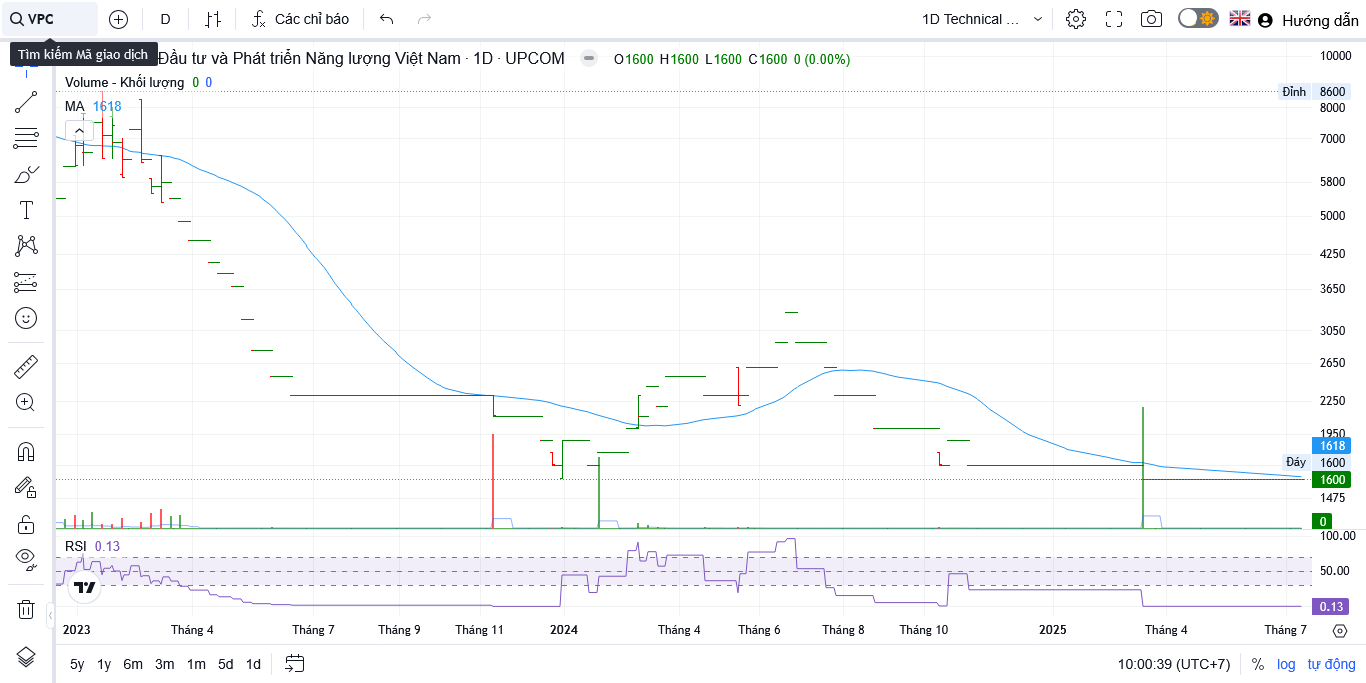 VPC
D
Các chỉ báo
1D Technical ...
Hướng dẫn
Tìm kiếm Mã giao dịch
Đầu tư và Phát triển Năng lượng Việt Nam · 1D · UPCOM
O1600 H1600 L1600 C1600 0 (0.00%)
Volume - Khối lượng 0 0
MA 1618
10000
Đỉnh 8600
8000
7000
5800
5000
4250
3650
3050
2650
2250
1950
1618
Đáy 1600
1600
1475
0
RSI 0.13
100.00
50.00
0.13
2023 Tháng 4 Tháng 7 Tháng 9 Tháng 11 2024 Tháng 4 Tháng 6 Tháng 8 Tháng 10 2025 Tháng 4 Tháng 7
5y 1y 6m 3m 1m 5d 1d
10:00:39 (UTC+7) % log tự động